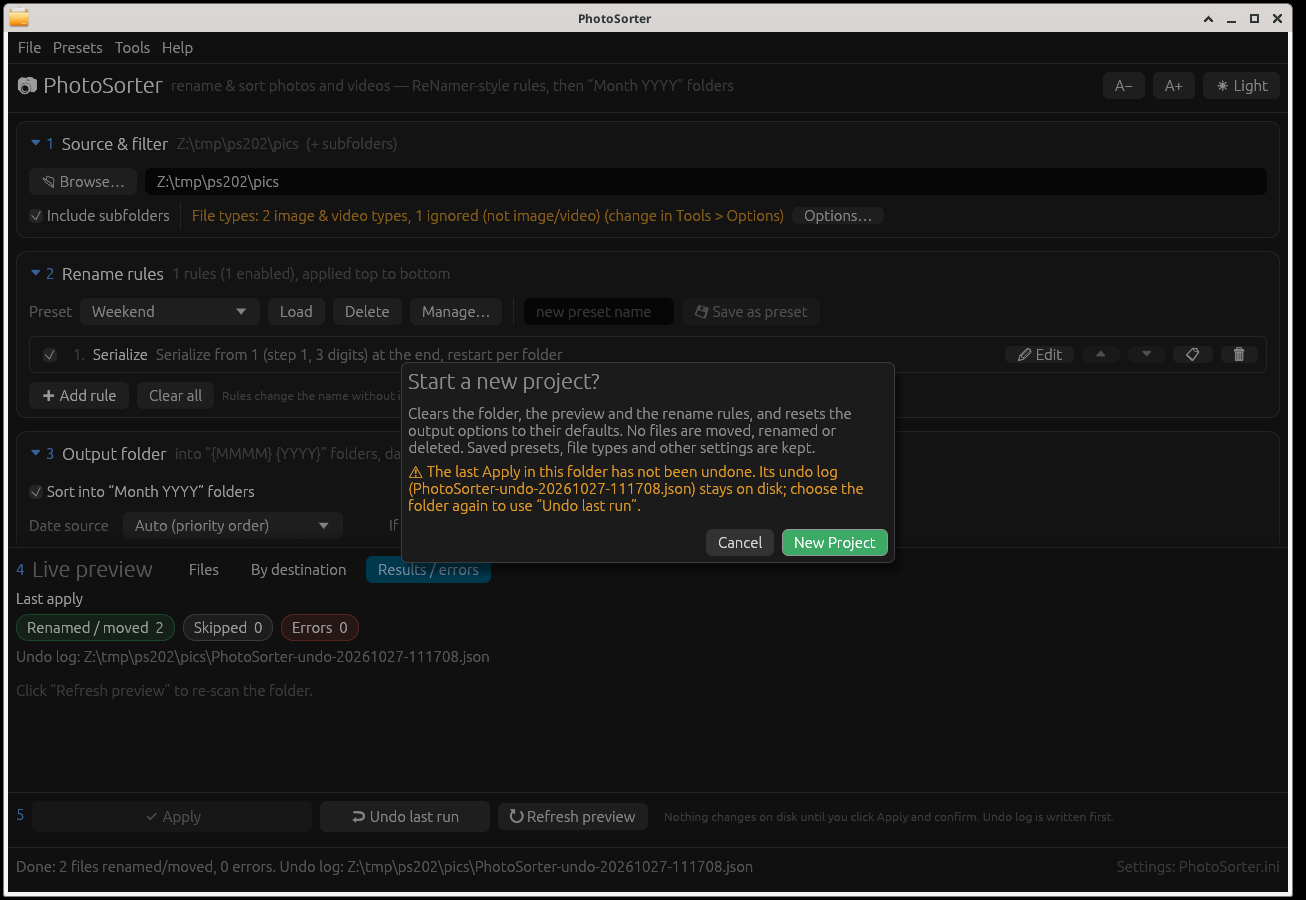 PhotoSorter
File Presets Tools Help
PhotoSorter rename & sort photos and videos — ReNamer-style rules, then “Month YYYY” folders
A− A+ ☀ Light
1 Source & filter Z:\tmp\ps202\pics (+ subfolders)
Browse… Z:\tmp\ps202\pics
Include subfolders File types: 2 image & video types, 1 ignored (not image/video) (change in Tools > Options) Options…
2 Rename rules 1 rules (1 enabled), applied top to bottom
Preset Weekend Load Delete Manage… new preset name Save as preset
1. Serialize Serialize from 1 (step 1, 3 digits) at the end, restart per folder Edit
+ Add rule Clear all Rules change the name without
Start a new project?
Clears the folder, the preview and the rename rules, and resets the
output options to their defaults. No files are moved, renamed or
deleted. Saved presets, file types and other settings are kept.
⚠ The last Apply in this folder has not been undone. Its undo log
(PhotoSorter-undo-20261027-111708.json) stays on disk; choose the
folder again to use “Undo last run”.
Cancel New Project
3 Output folder into “{MMMM} {YYYY}” folders, da
Sort into “Month YYYY” folders
Date source Auto (priority order) If
4 Live preview Files By destination Results / errors
Last apply
Renamed / moved 2 Skipped 0 Errors 0
Undo log: Z:\tmp\ps202\pics\PhotoSorter-undo-20261027-111708.json
Click “Refresh preview” to re-scan the folder.
5 ✓ Apply Undo last run Refresh preview Nothing changes on disk until you click Apply and confirm. Undo log is written first.
Done: 2 files renamed/moved, 0 errors. Undo log: Z:\tmp\ps202\pics\PhotoSorter-undo-20261027-111708.json Settings: PhotoSorter.ini